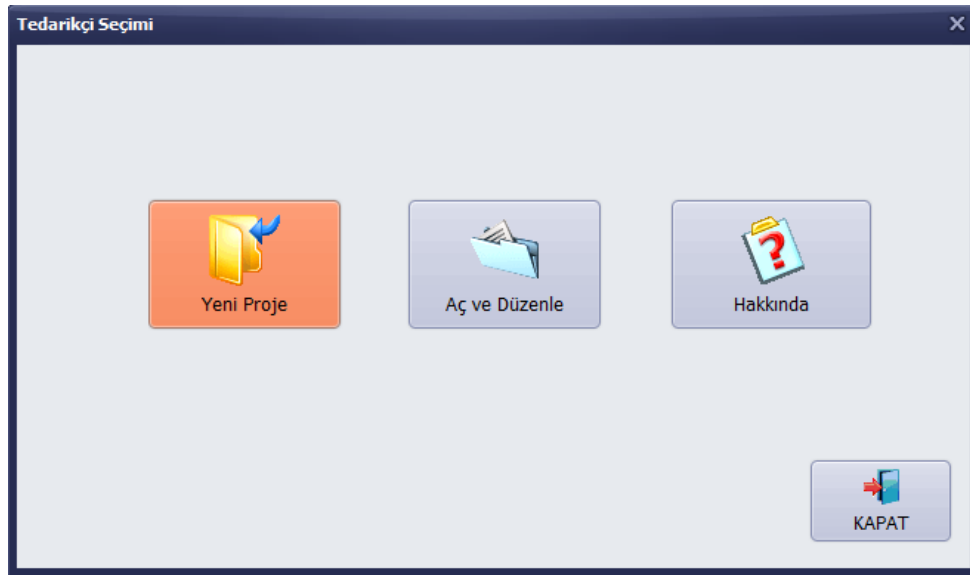 Tedarikçi Seçimi
Yeni Proje
Aç ve Düzenle
Hakkında
KAPAT